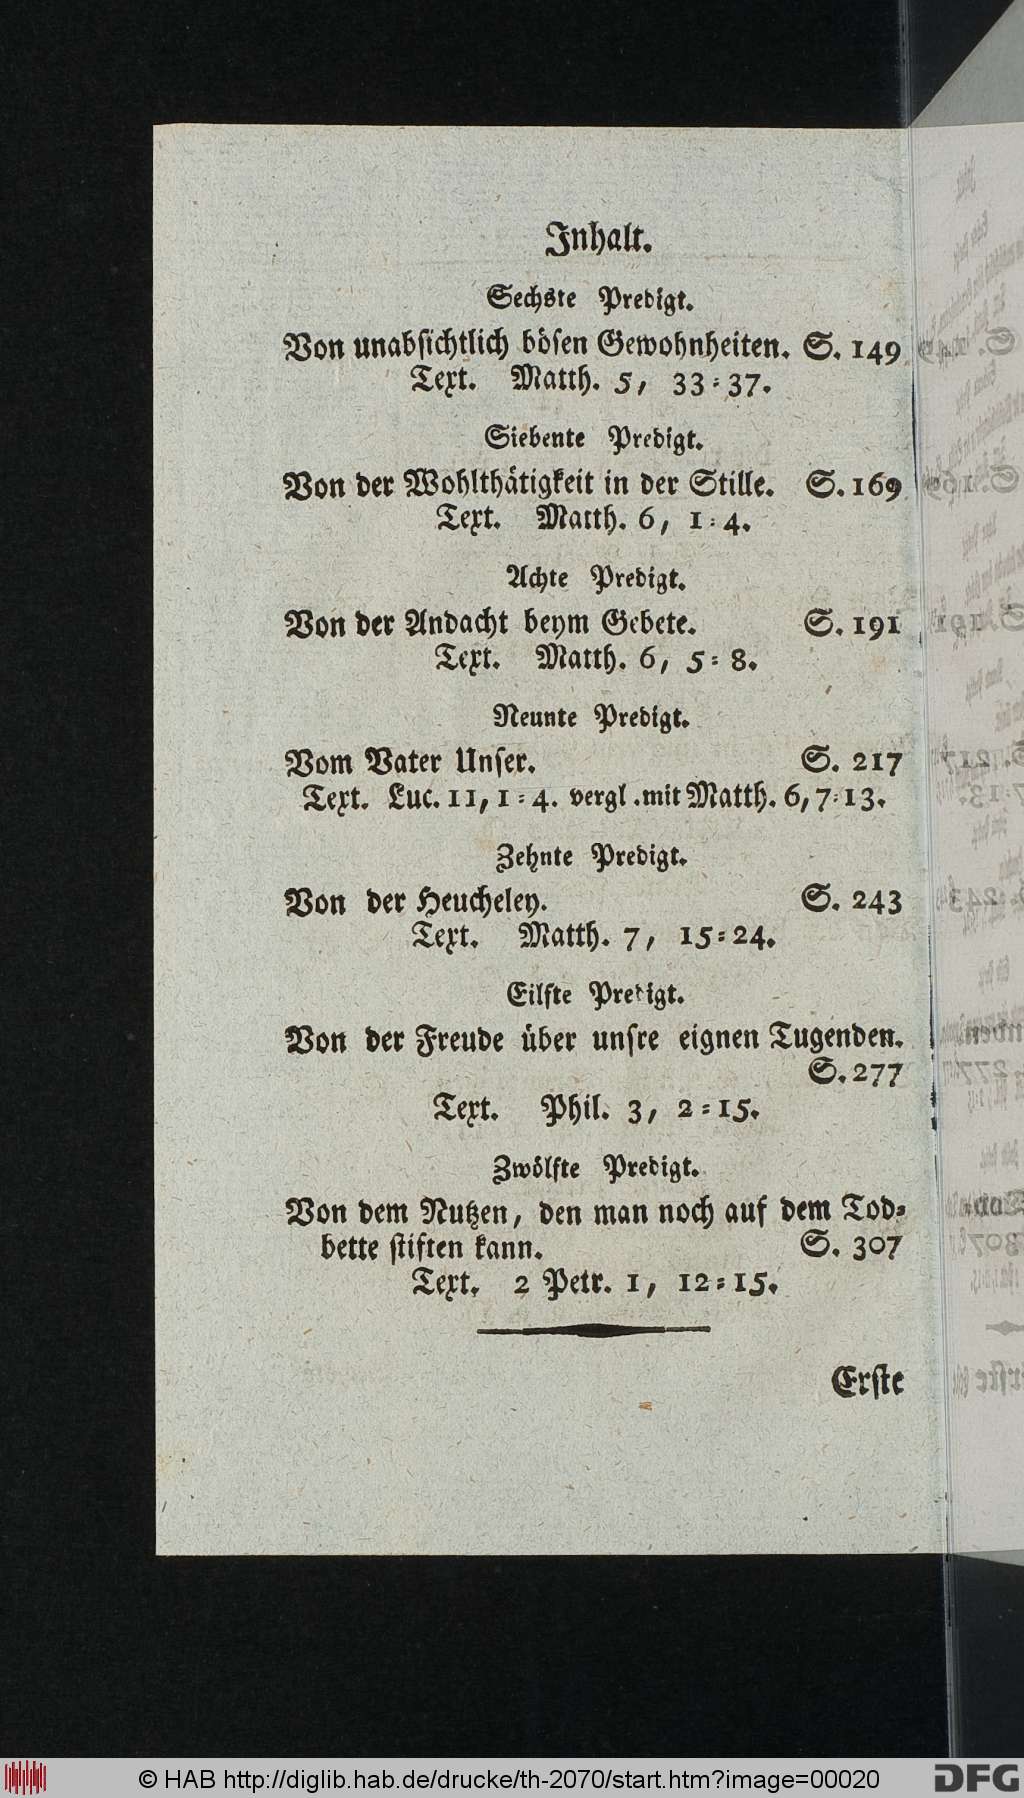 Inhalt.
Sechste Predigt.
Von unabsichtlich bösen Gewohnheiten. S. 149
Text. Matth. 5, 33=37.
Siebente Predigt.
Von der Wohlthätigkeit in der Stille. S. 169
Text. Matth. 6, 1=4.
Achte Predigt.
Von der Andacht beym Gebete. S. 191
Text. Matth. 6, 5=8.
Neunte Predigt.
Vom Vater Unser. S. 217
Text. Luc. 11, 1=4. vergl. mit Matth. 6, 7=13.
Zehnte Predigt.
Von der Heucheley. S. 243
Text. Matth. 7, 15=24.
Eilfte Predigt.
Von der Freude über unsre eignen Tugenden.
S. 277
Text. Phil. 3, 2=15.
Zwölfte Predigt.
Von dem Nutzen, den man noch auf dem Tod=
bette stiften kann. S. 307
Text. 2 Petr. 1, 12=15.
Erste
© HAB http://diglib.hab.de/drucke/th-2070/start.htm?image=00020
DFG